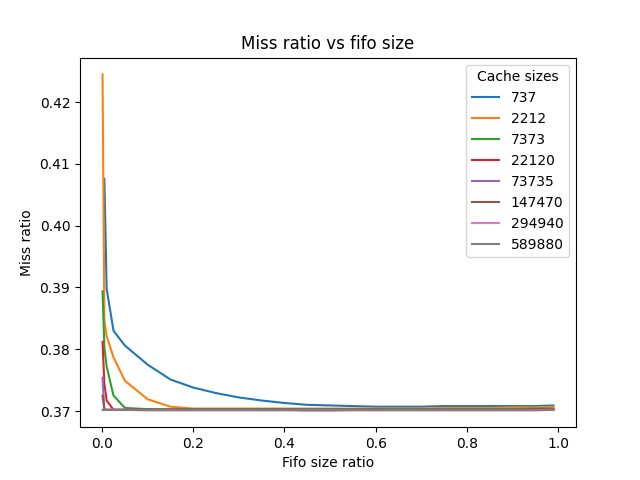 Miss ratio vs fifo size
Cache sizes
737
2212
7373
22120
73735
147470
294940
589880
0.42
0.41
0.40
0.39
0.38
0.37
Miss ratio
0.0 0.2 0.4 0.6 0.8 1.0
Fifo size ratio